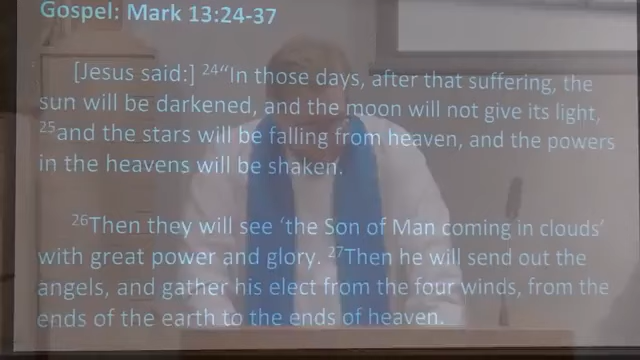 Gospel: Mark 13:24-37
[Jesus said:] 24“In those days, after that suffering, the
sun will be darkened, and the moon will not give its light,
25and the stars will be falling from heaven, and the powers
in the heavens will be shaken.
26Then they will see ‘the Son of Man coming in clouds’
with great power and glory. 27Then he will send out the
angels, and gather his elect from the four winds, from the
ends of the earth to the ends of heaven.